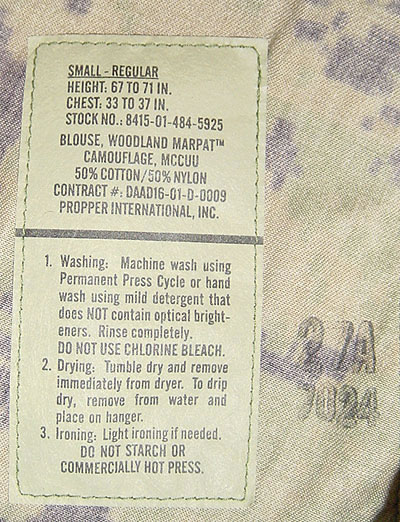 SMALL - REGULAR
HEIGHT: 67 TO 71 IN.
CHEST: 33 TO 37 IN.
STOCK NO.: 8415-01-484-5925
BLOUSE, WOODLAND MARPAT™
CAMOUFLAGE, MCCUU
50% COTTON/50% NYLON
CONTRACT #: DAAD16-01-D-0009
PROPPER INTERNATIONAL, INC.
1. Washing: Machine wash using
Permanent Press Cycle or hand
wash using mild detergent that
does NOT contain optical bright-
eners. Rinse completely.
DO NOT USE CHLORINE BLEACH.
2. Drying: Tumble dry and remove
immediately from dryer. To drip
dry, remove from water and
place on hanger.
3. Ironing: Light ironing if needed.
DO NOT STARCH OR
COMMERCIALLY HOT PRESS.
7024